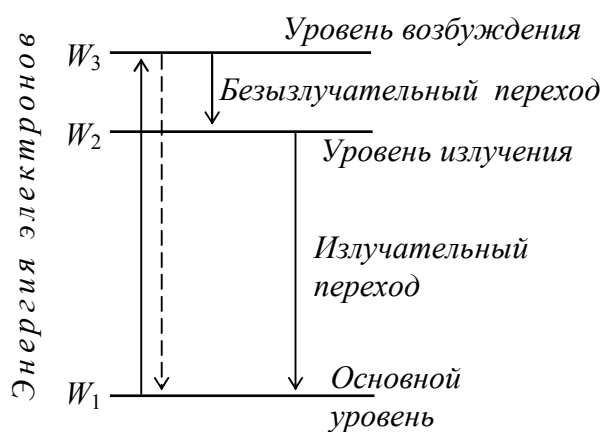 Энергия электронов
Уровень возбуждения
W3
Безызлучательный переход
W2
Уровень излучения
Излучательный
переход
W1
Основной
уровень